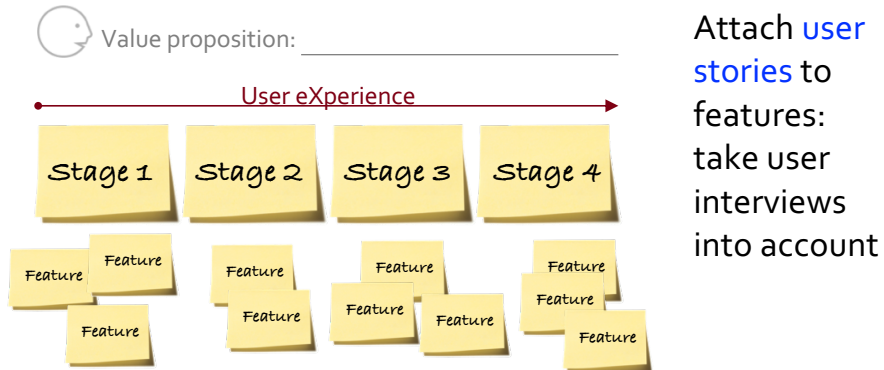 Value proposition:
User eXperience
Stage 1 Stage 2 Stage 3 Stage 4
Feature Feature Feature Feature Feature Feature
Feature Feature Feature
Feature Feature
Attach user
stories to
features:
take user
interviews
into account